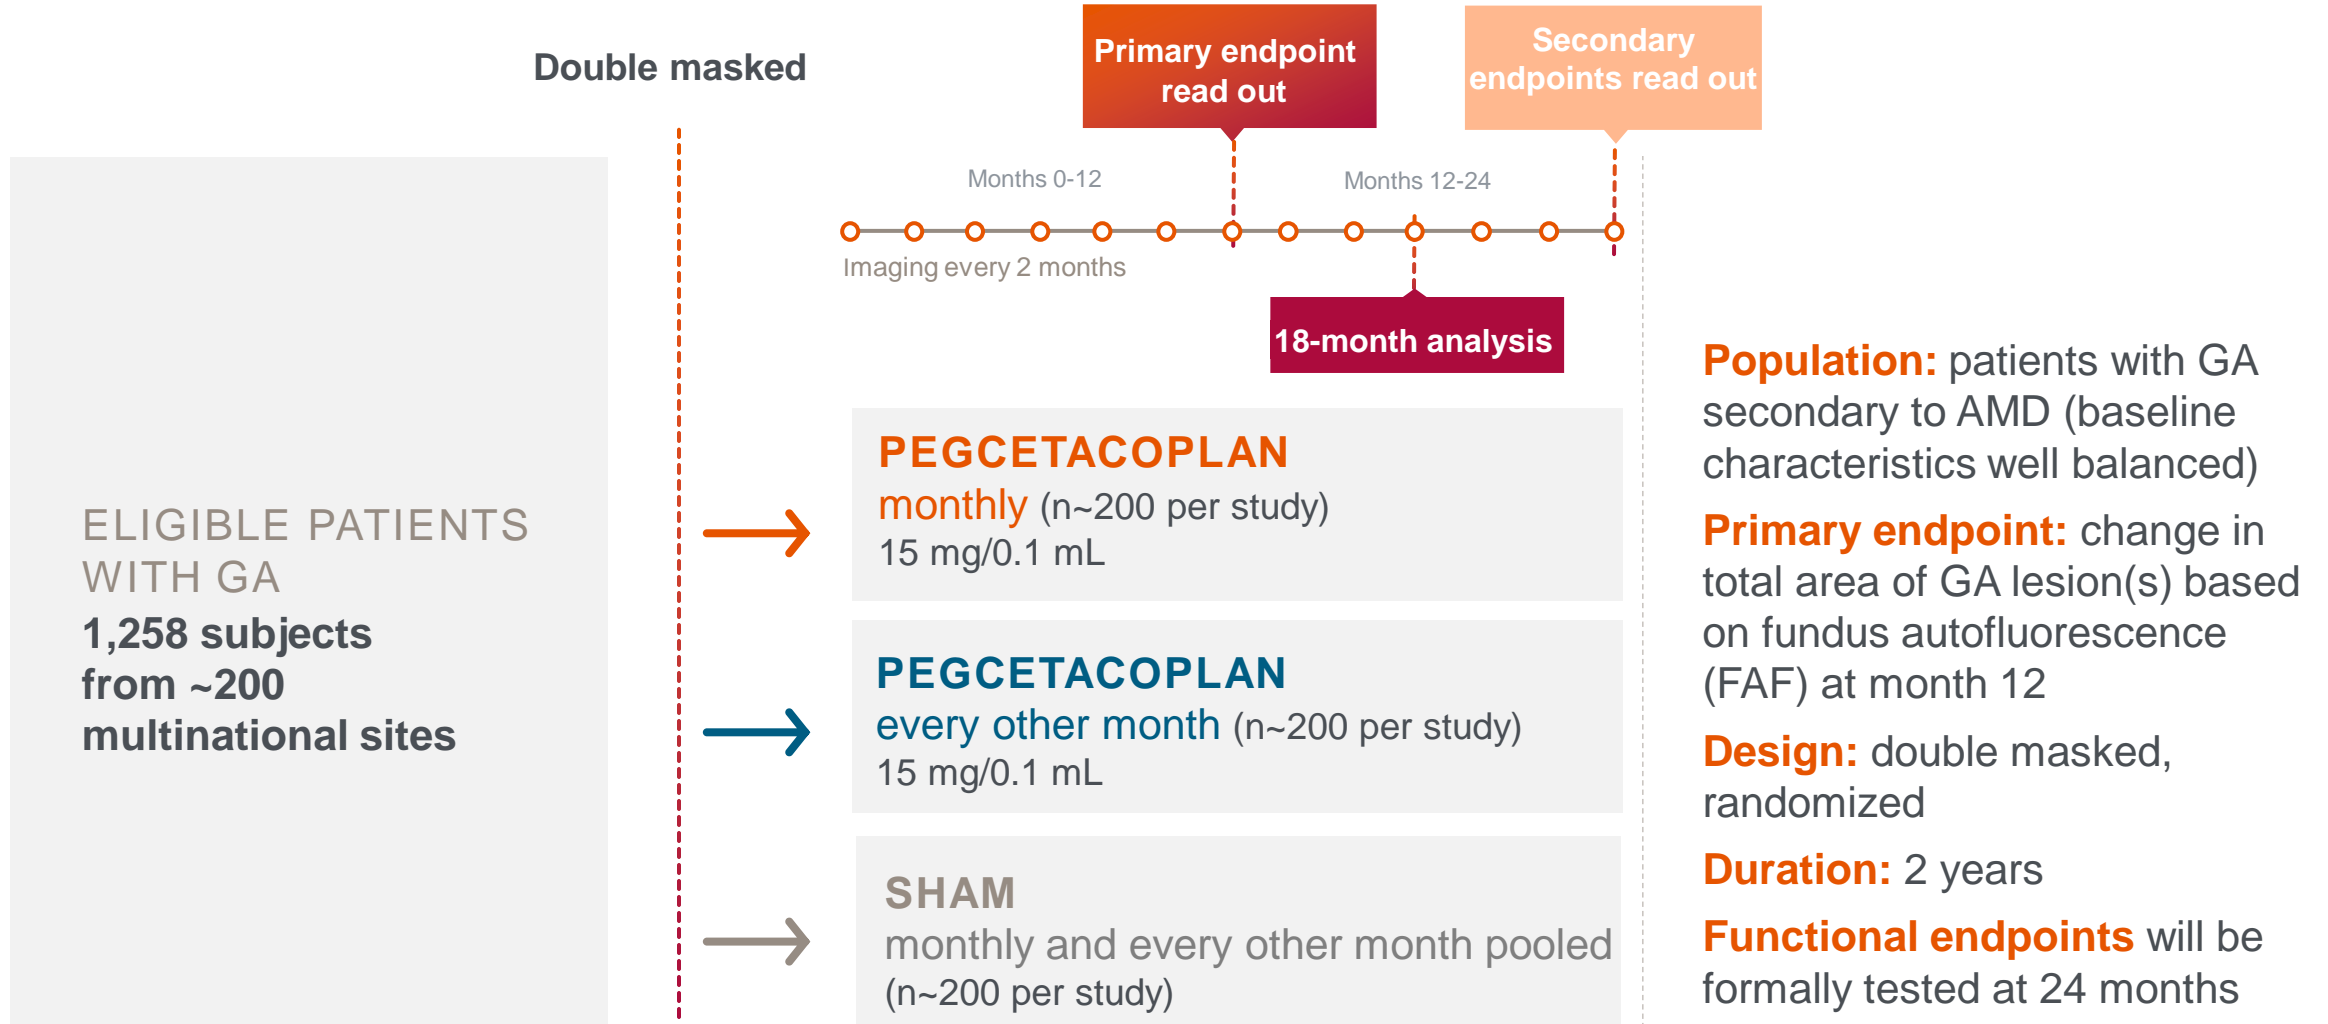 Double masked
Primary endpoint
read out
Secondary
endpoints read out
Months 0-12
Months 12-24
Imaging every 2 months
18-month analysis
ELIGIBLE PATIENTS
WITH GA
1,258 subjects
from ~200
multinational sites
PEGCETACOPLAN
monthly (n~200 per study)
15 mg/0.1 mL
PEGCETACOPLAN
every other month (n~200 per study)
15 mg/0.1 mL
SHAM
monthly and every other month pooled
(n~200 per study)
Population: patients with GA
secondary to AMD (baseline
characteristics well balanced)
Primary endpoint: change in
total area of GA lesion(s) based
on fundus autofluorescence
(FAF) at month 12
Design: double masked,
randomized
Duration: 2 years
Functional endpoints will be
formally tested at 24 months